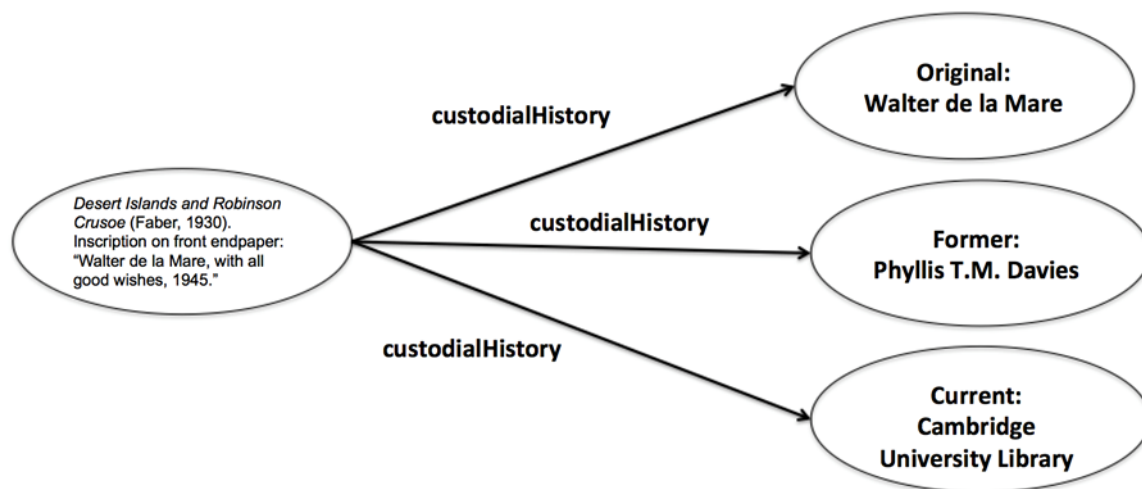 Original:
Walter de la Mare
custodialHistory
Desert Islands and Robinson
Crusoe (Faber, 1930).
Inscription on front endpaper:
“Walter de la Mare, with all
good wishes, 1945.”
custodialHistory
Former:
Phyllis T.M. Davies
custodialHistory
Current:
Cambridge
University Library